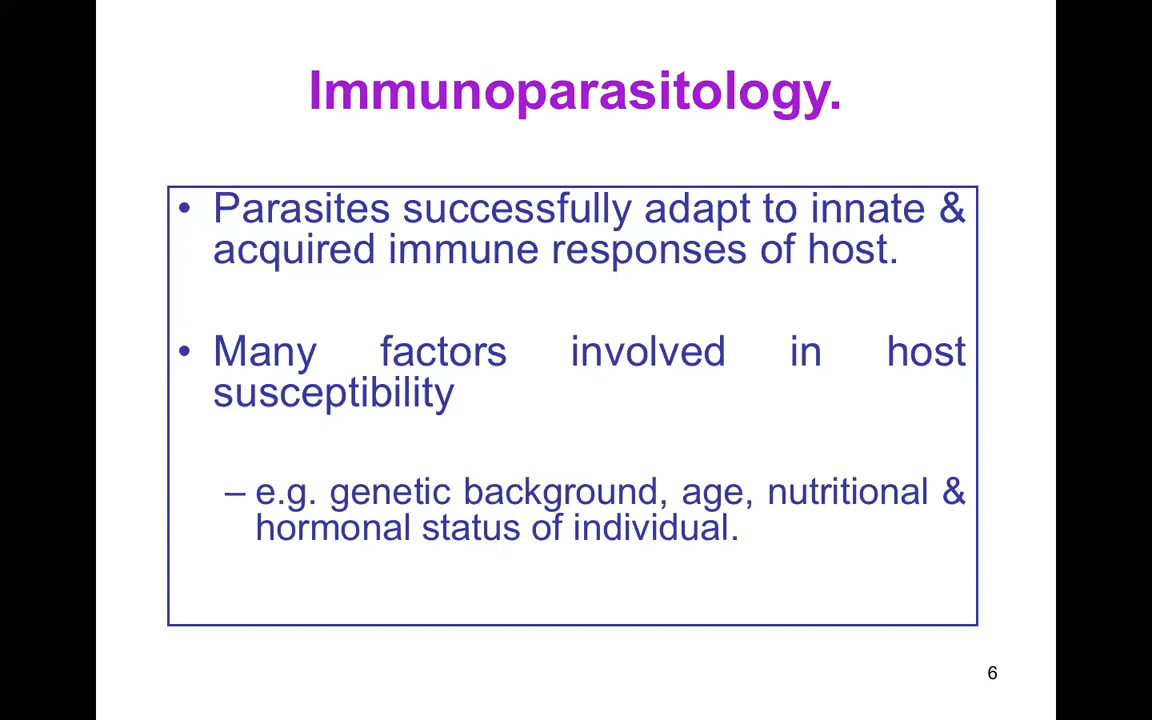 Immunoparasitology.
• Parasites successfully adapt to innate &
acquired immune responses of host.
• Many factors involved in host
susceptibility
– e.g. genetic background, age, nutritional &
hormonal status of individual.
6